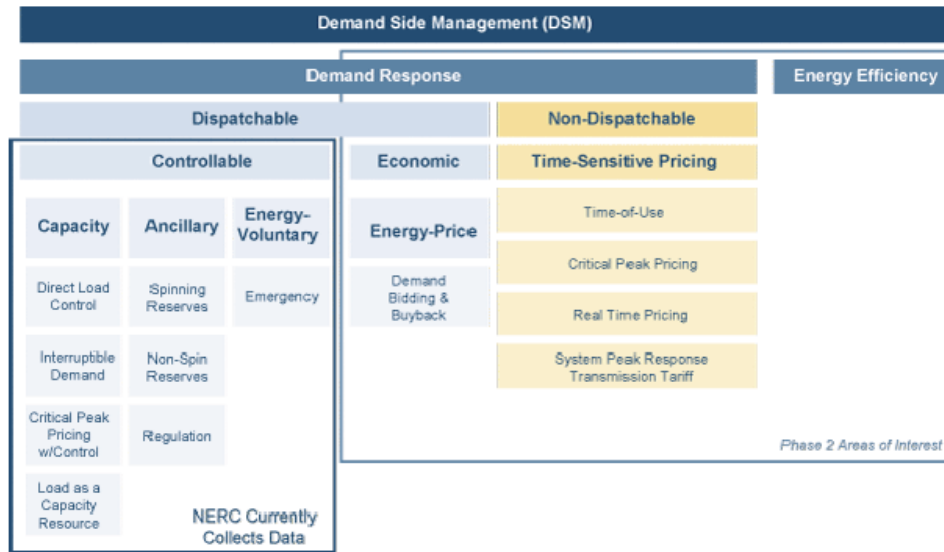 Demand Side Management (DSM)
Demand Response
Energy Efficiency
Dispatchable
Non-Dispatchable
Controllable
Economic
Time-Sensitive Pricing
Capacity
Ancillary
Energy-
Voluntary
Energy-Price
Time-of-Use
Critical Peak Pricing
Real Time Pricing
System Peak Response
Transmission Tariff
Direct Load
Control
Spinning
Reserves
Emergency
Demand
Bidding &
Buyback
Interruptible
Demand
Non-Spin
Reserves
Critical Peak
Pricing
w/Control
Regulation
Load as a
Capacity
Resource
NERC Currently
Collects Data
Phase 2 Areas of Interest